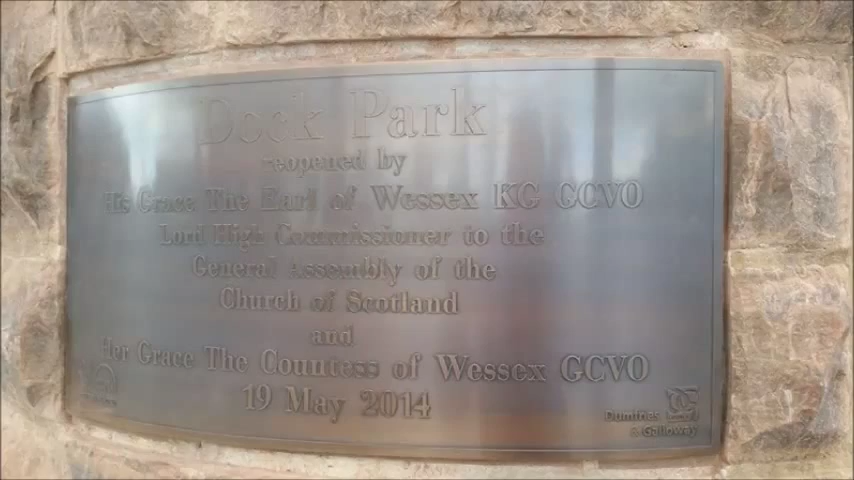 Dock Park
reopened by
His Grace The Earl of Wessex KG GCVO
Lord High Commissioner to the
General Assembly of the
Church of Scotland
and
Her Grace The Countess of Wessex GCVO
19 May 2014
Dumfries
& Galloway